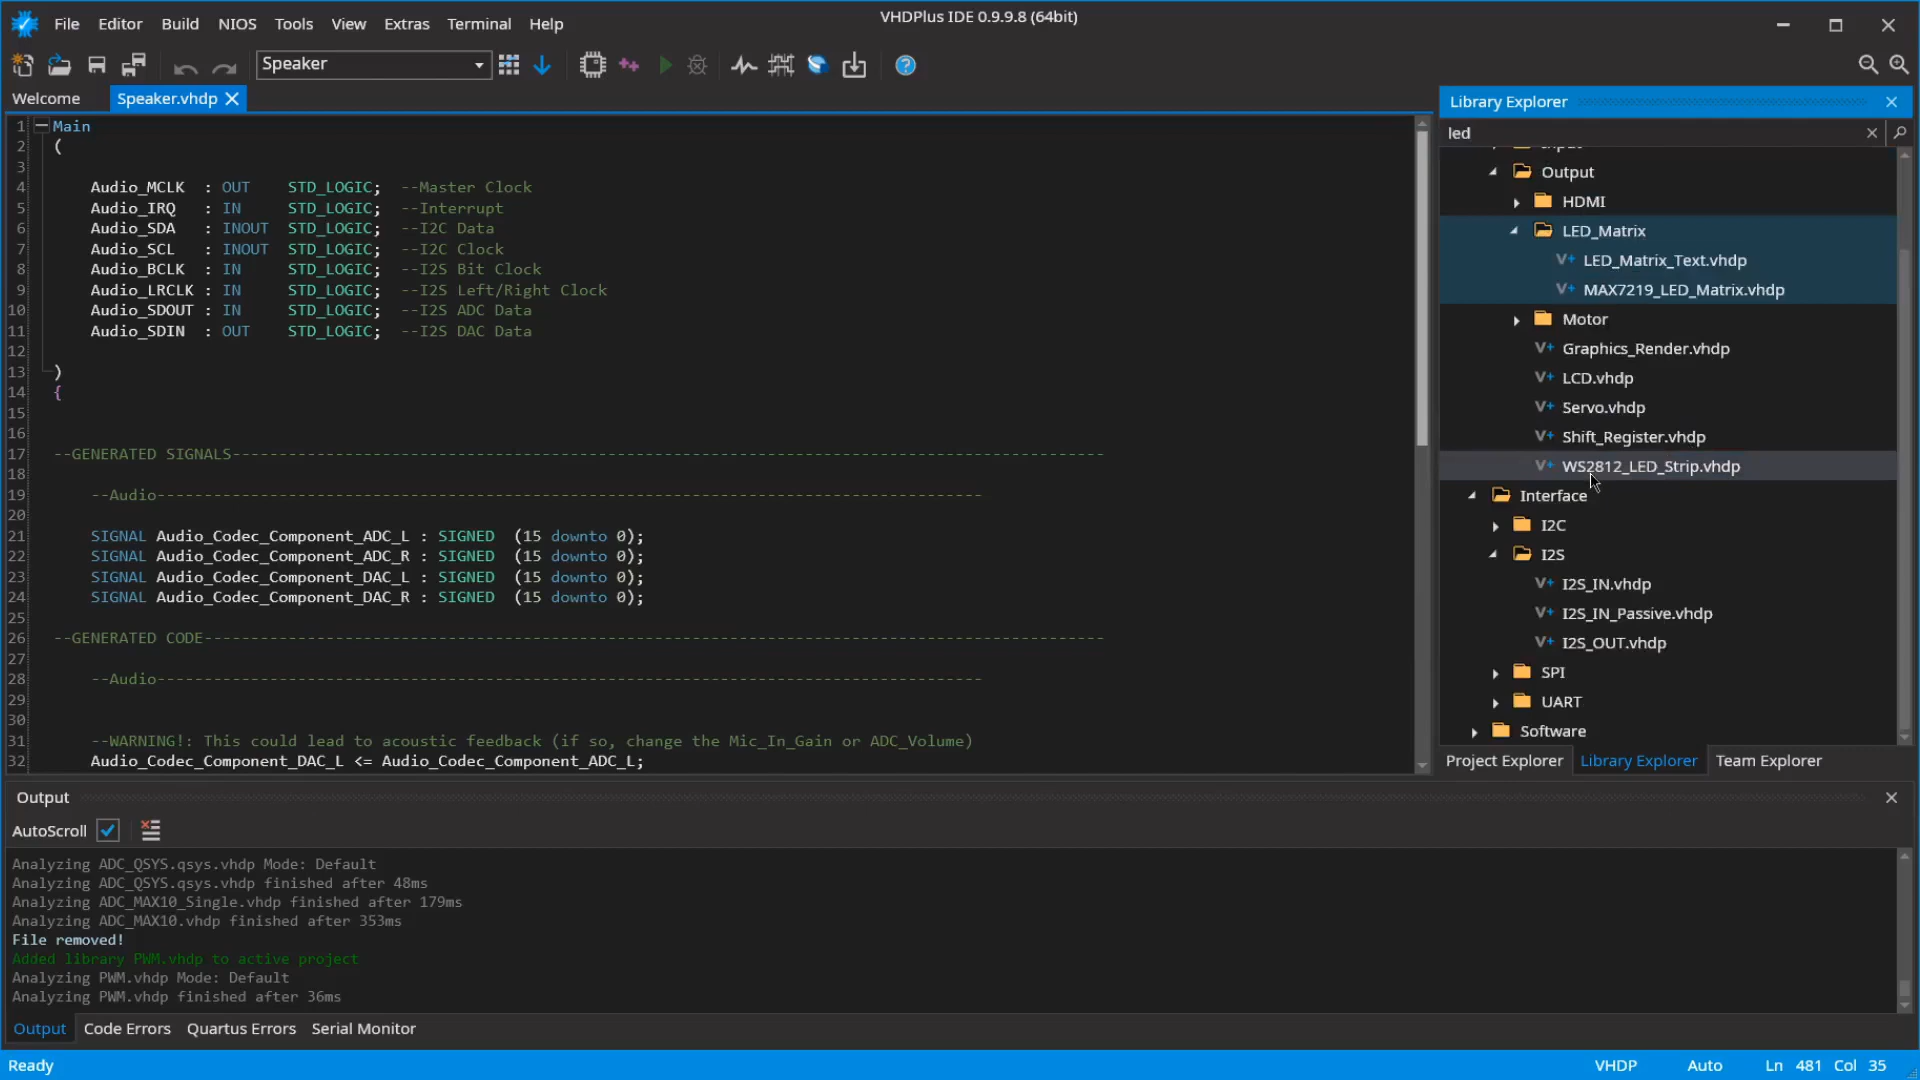 File Editor Build NIOS Tools View Extras Terminal Help
VHDPlus IDE 0.9.9.8 (64bit)
Speaker
Welcome Speaker.vhdp
1 Main
2 (
3
4 Audio_MCLK : OUT STD_LOGIC; --Master Clock
5 Audio_IRQ : IN STD_LOGIC; --Interrupt
6 Audio_SDA : INOUT STD_LOGIC; --I2C Data
7 Audio_SCL : INOUT STD_LOGIC; --I2C Clock
8 Audio_BCLK : IN STD_LOGIC; --I2S Bit Clock
9 Audio_LRCLK : IN STD_LOGIC; --I2S Left/Right Clock
10 Audio_SDOUT : IN STD_LOGIC; --I2S ADC Data
11 Audio_SDIN : OUT STD_LOGIC; --I2S DAC Data
12
13 )
14 {
15
16
17 --GENERATED SIGNALS----------------------------------------------------------------------------------------------
18
19 --Audio----------------------------------------------------------------------------------------
20
21 SIGNAL Audio_Codec_Component_ADC_L : SIGNED (15 downto 0);
22 SIGNAL Audio_Codec_Component_ADC_R : SIGNED (15 downto 0);
23 SIGNAL Audio_Codec_Component_DAC_L : SIGNED (15 downto 0);
24 SIGNAL Audio_Codec_Component_DAC_R : SIGNED (15 downto 0);
25
26 --GENERATED CODE-------------------------------------------------------------------------------------------------
27
28 --Audio----------------------------------------------------------------------------------------
29
30
31 --WARNING!: This could lead to acoustic feedback (if so, change the Mic_In_Gain or ADC_Volume)
32 Audio_Codec_Component_DAC_L <= Audio_Codec_Component_ADC_L;
Library Explorer
led
Output
HDMI
LED_Matrix
V+ LED_Matrix_Text.vhdp
V+ MAX7219_LED_Matrix.vhdp
Motor
V+ Graphics_Render.vhdp
V+ LCD.vhdp
V+ Servo.vhdp
V+ Shift_Register.vhdp
V+ WS2812_LED_Strip.vhdp
Interface
I2C
I2S
V+ I2S_IN.vhdp
V+ I2S_IN_Passive.vhdp
V+ I2S_OUT.vhdp
SPI
UART
Software
Project Explorer Library Explorer Team Explorer
Output
AutoScroll
Analyzing ADC_QSYS.qsys.vhdp Mode: Default
Analyzing ADC_QSYS.qsys.vhdp finished after 48ms
Analyzing ADC_MAX10_Single.vhdp finished after 179ms
Analyzing ADC_MAX10.vhdp finished after 353ms
File removed!
Added library PWM.vhdp to active project
Analyzing PWM.vhdp Mode: Default
Analyzing PWM.vhdp finished after 36ms
Output Code Errors Quartus Errors Serial Monitor
Ready VHDP Auto Ln 481 Col 35